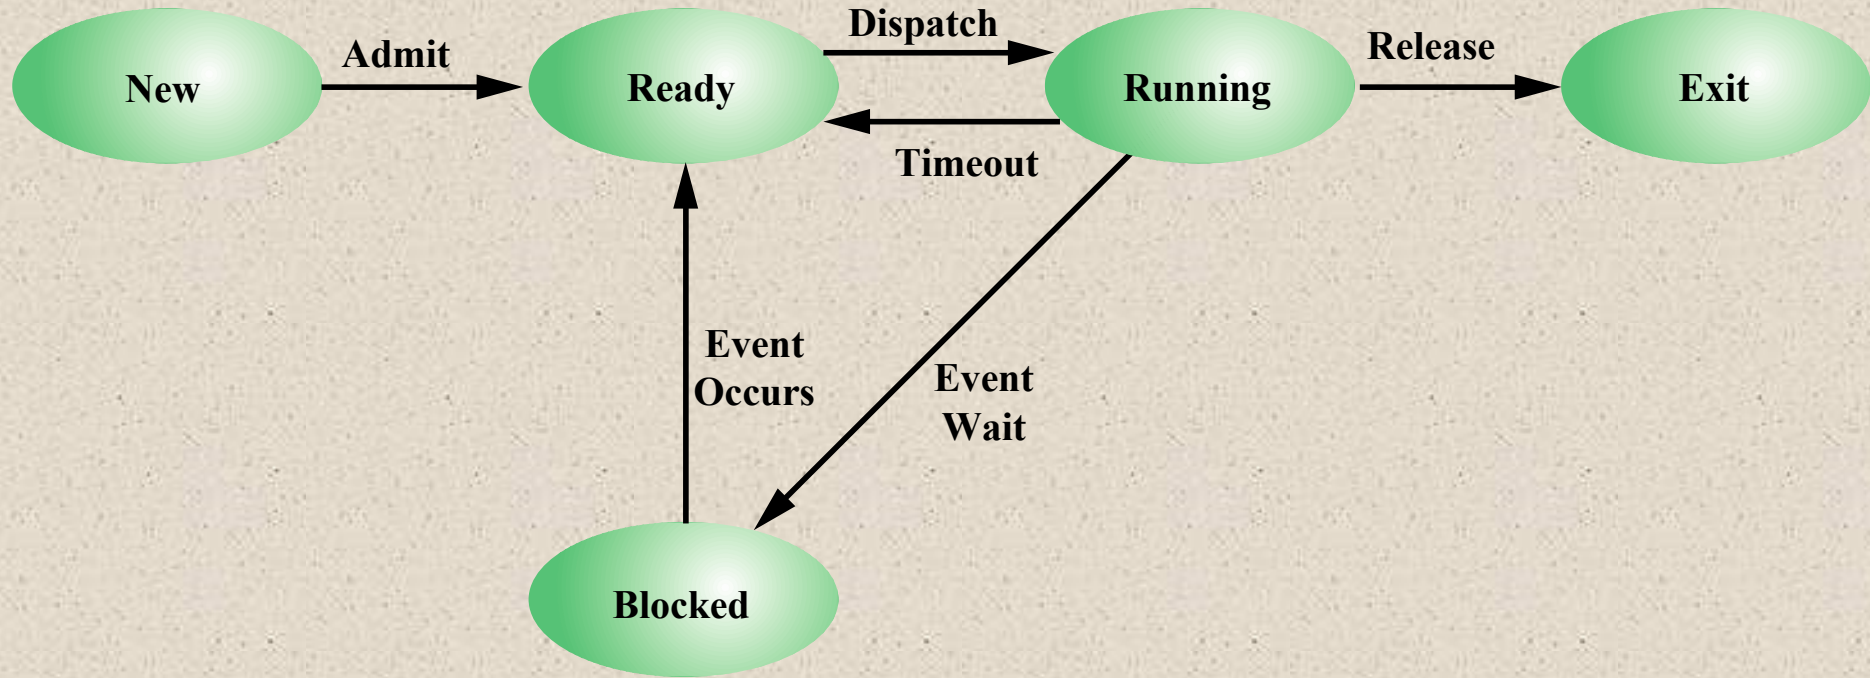 Dispatch
Admit
Release
New
Ready
Running
Exit
Timeout
Event
Occurs
Event
Wait
Blocked